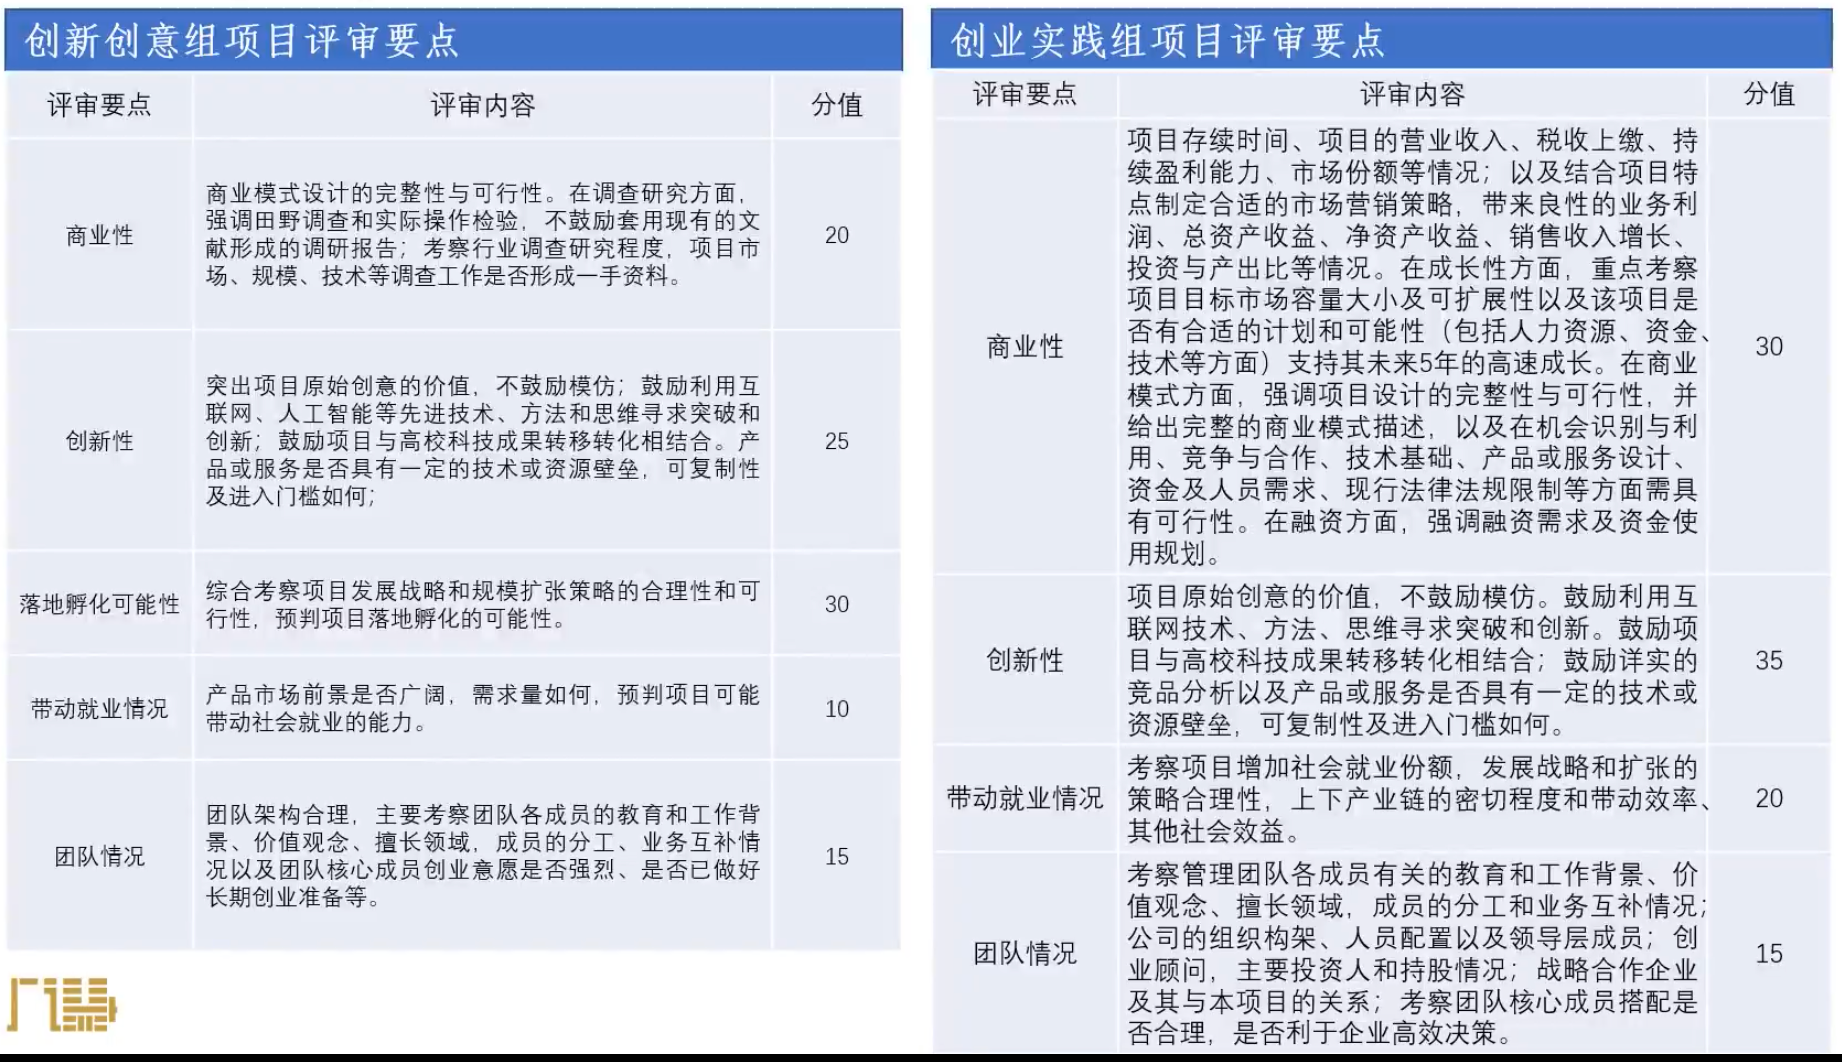 创新创意组项目评审要点
评审要点 评审内容 分值
商业性
商业模式设计的完整性与可行性。在调查研究方面，
强调田野调查和实际操作检验，不鼓励套用现有的文
献形成的调研报告；考察行业调查研究程度，项目市
场、规模、技术等调查工作是否形成一手资料。
20
创新性
突出项目原始创意的价值，不鼓励模仿；鼓励利用互
联网、人工智能等先进技术、方法和思维寻求突破和
创新；鼓励项目与高校科技成果转移转化相结合。产
品或服务是否具有一定的技术或资源壁垒，可复制性
及进入门槛如何；
25
落地孵化可能性
综合考察项目发展战略和规模扩张策略的合理性和可
行性，预判项目落地孵化的可能性。
30
带动就业情况
产品市场前景是否广阔，需求量如何，预判项目可能
带动社会就业的能力。
10
团队情况
团队架构合理，主要考察团队各成员的教育和工作背
景、价值观念、擅长领域，成员的分工、业务互补情
况以及团队核心成员创业意愿是否强烈、是否已做好
长期创业准备等。
15
创业实践组项目评审要点
评审要点 评审内容 分值
商业性
项目存续时间、项目的营业收入、税收上缴、持
续盈利能力、市场份额等情况；以及结合项目特
点制定合适的市场营销策略，带来良性的业务利
润、总资产收益、净资产收益、销售收入增长、
投资与产出比等情况。在成长性方面，重点考察
项目目标市场容量大小及可扩展性以及该项目是
否有合适的计划和可能性（包括人力资源、资金、
技术等方面）支持其未来5年的高速成长。在商业
模式方面，强调项目设计的完整性与可行性，并
给出完整的商业模式描述，以及在机会识别与利
用、竞争与合作、技术基础、产品或服务设计、
资金及人员需求、现行法律法规限制等方面需具
有可行性。在融资方面，强调融资需求及资金使
用规划。
30
创新性
项目原始创意的价值，不鼓励模仿。鼓励利用互
联网技术、方法、思维寻求突破和创新。鼓励项
目与高校科技成果转移转化相结合；鼓励详实的
竞品分析以及产品或服务是否具有一定的技术或
资源壁垒，可复制性及进入门槛如何。
35
带动就业情况
考察项目增加社会就业份额，发展战略和扩张的
策略合理性，上下产业链的密切程度和带动效率、
其他社会效益。
20
团队情况
考察管理团队各成员有关的教育和工作背景、价
值观念、擅长领域，成员的分工和业务互补情况；
公司的组织构架、人员配置以及领导层成员；创
业顾问，主要投资人和持股情况；战略合作企业
及其与本项目的关系；考察团队核心成员搭配是
否合理，是否利于企业高效决策。
15